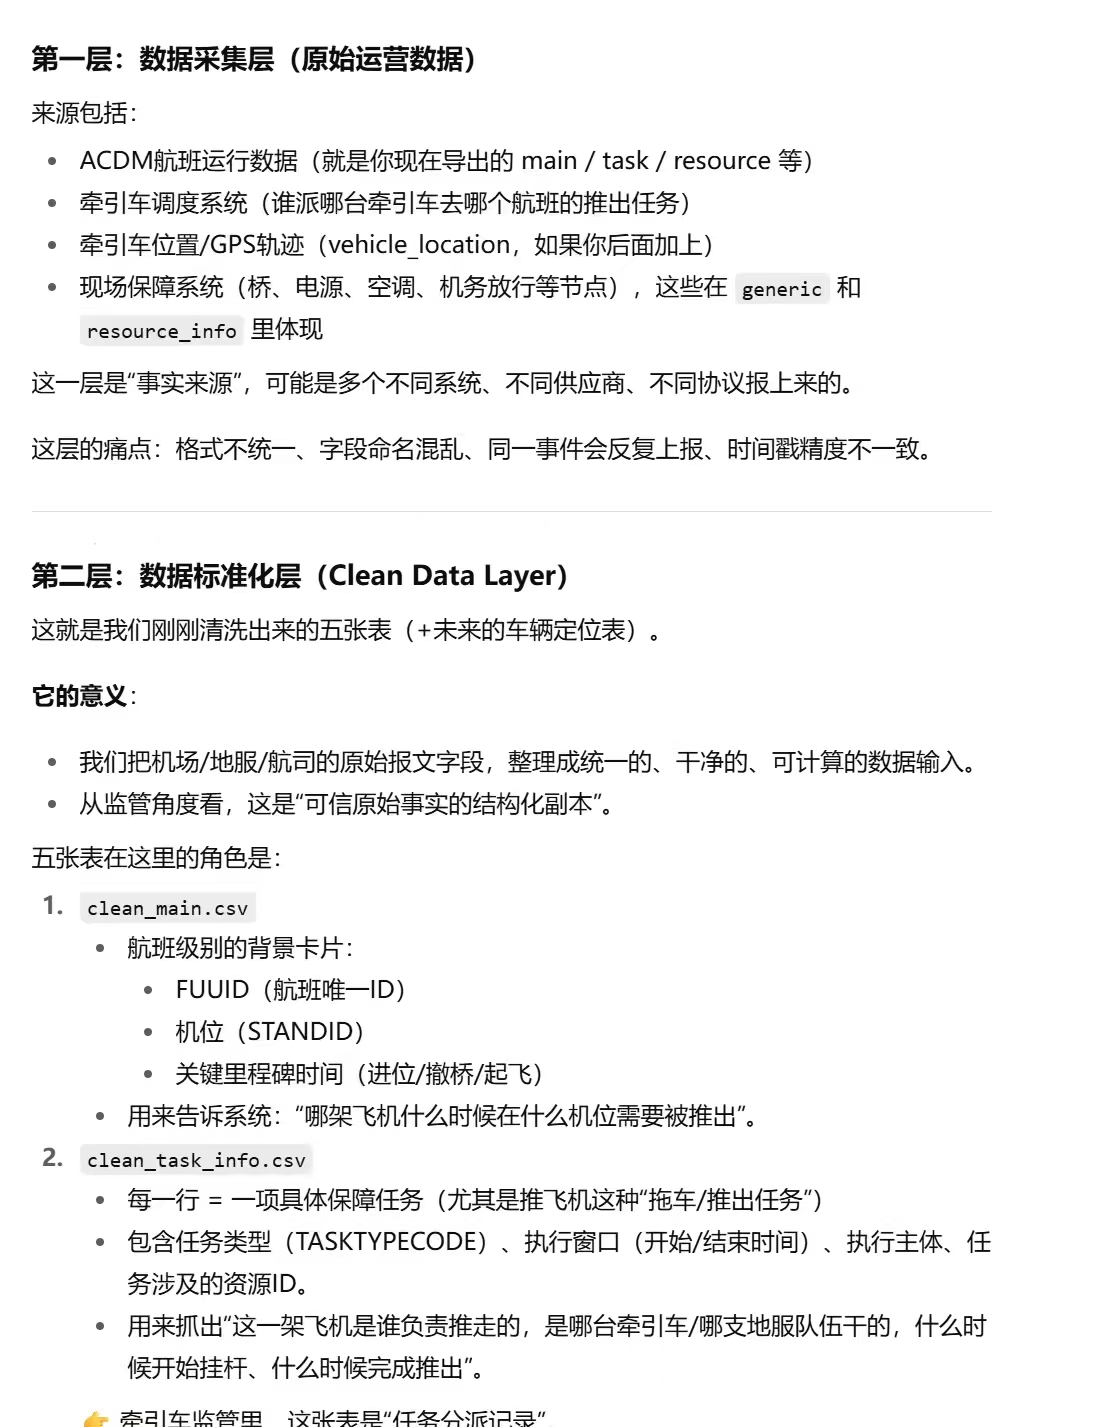 第一层：数据采集层（原始运营数据）
来源包括：
• ACDM航班运行数据（就是你现在导出的 main / task / resource 等）
• 牵引车调度系统（谁派哪台牵引车去哪个航班的推出任务）
• 牵引车位置/GPS轨迹（vehicle_location，如果你后面加上）
• 现场保障系统（桥、电源、空调、机务放行等节点），这些在 generic 和
resource_info 里体现
这一层是“事实来源”，可能是多个不同系统、不同供应商、不同协议报上来的。
这层的痛点：格式不统一、字段命名混乱、同一事件会反复上报、时间戳精度不一致。
第二层：数据标准化层（Clean Data Layer）
这就是我们刚刚清洗出来的五张表（+未来的车辆定位表）。
它的意义：
• 我们把机场/地服/航司的原始报文字段，整理成统一的、干净的、可计算的数据输入。
• 从监管角度看，这是“可信原始事实的结构化副本”。
五张表在这里的角色是：
1. clean_main.csv
• 航班级别的背景卡片：
• FUUID（航班唯一ID）
• 机位（STANDID）
• 关键里程碑时间（进位/撤桥/起飞）
• 用来告诉系统：“哪架飞机什么时候在什么机位需要被推出”。
2. clean_task_info.csv
• 每一行 = 一项具体保障任务（尤其是推飞机这种“拖车/推出任务”）
• 包含任务类型（TASKTYPECODE）、执行窗口（开始/结束时间）、执行主体、任
务涉及的资源ID。
• 用来抓出“这一架飞机是谁负责推走的，是哪台牵引车/哪支地服队伍干的，什么时
候开始挂杆、什么时候完成推出”。
👉 牵引车监管里，这张表是“任务分派记录”。